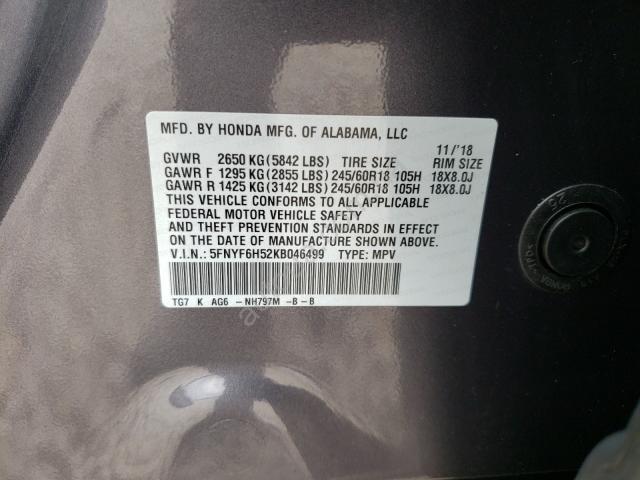 MFD. BY HONDA MFG. OF ALABAMA, LLC
11/'18
GVWR 2650 KG (5842 LBS) TIRE SIZE RIM SIZE
GAWR F 1295 KG (2855 LBS) 245/60R18 105H 18X8.0J
GAWR R 1425 KG (3142 LBS) 245/60R18 105H 18X8.0J
THIS VEHICLE CONFORMS TO ALL APPLICABLE
FEDERAL MOTOR VEHICLE SAFETY
AND THEFT PREVENTION STANDARDS IN EFFECT
ON THE DATE OF MANUFACTURE SHOWN ABOVE.
V.I.N.: 5FNYF6H52KB046499 TYPE: MPV
TG7 K AG6 - NH797M -B - B
25